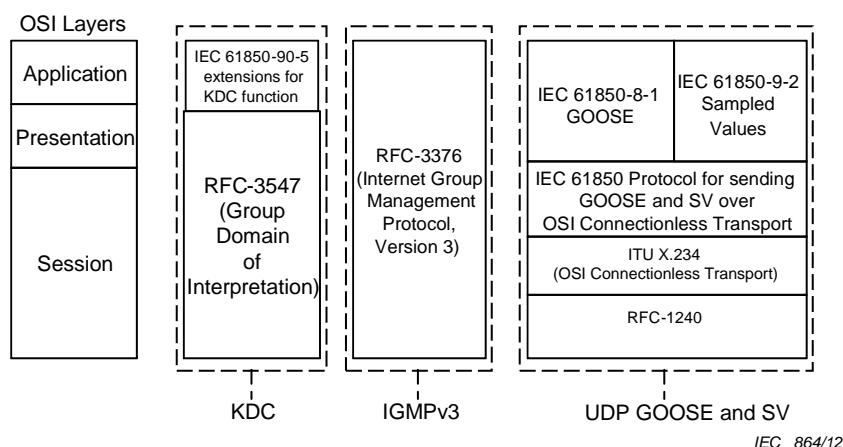 OSI Layers
Application
Presentation
Session
IEC 61850-90-5
extensions for
KDC function
RFC-3547
(Group
Domain
of
Interpretation)
KDC
RFC-3376
(Internet Group
Management
Protocol,
Version 3)
IGMPv3
IEC 61850-8-1
GOOSE
IEC 61850-9-2
Sampled
Values
IEC 61850 Protocol for sending
GOOSE and SV over
OSI Connectionless Transport
ITU X.234
(OSI Connectionless Transport)
RFC-1240
UDP GOOSE and SV
IEC 864/12